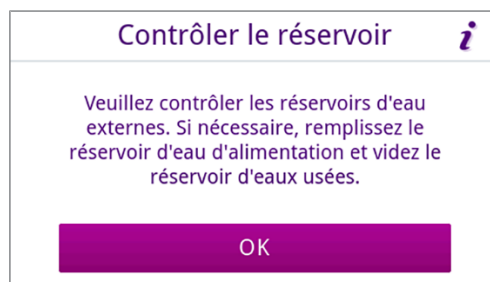 Contrôler le réservoir i
Veuillez contrôler les réservoirs d'eau
externes. Si nécessaire, remplissez le
réservoir d'eau d'alimentation et videz le
réservoir d'eaux usées.
OK